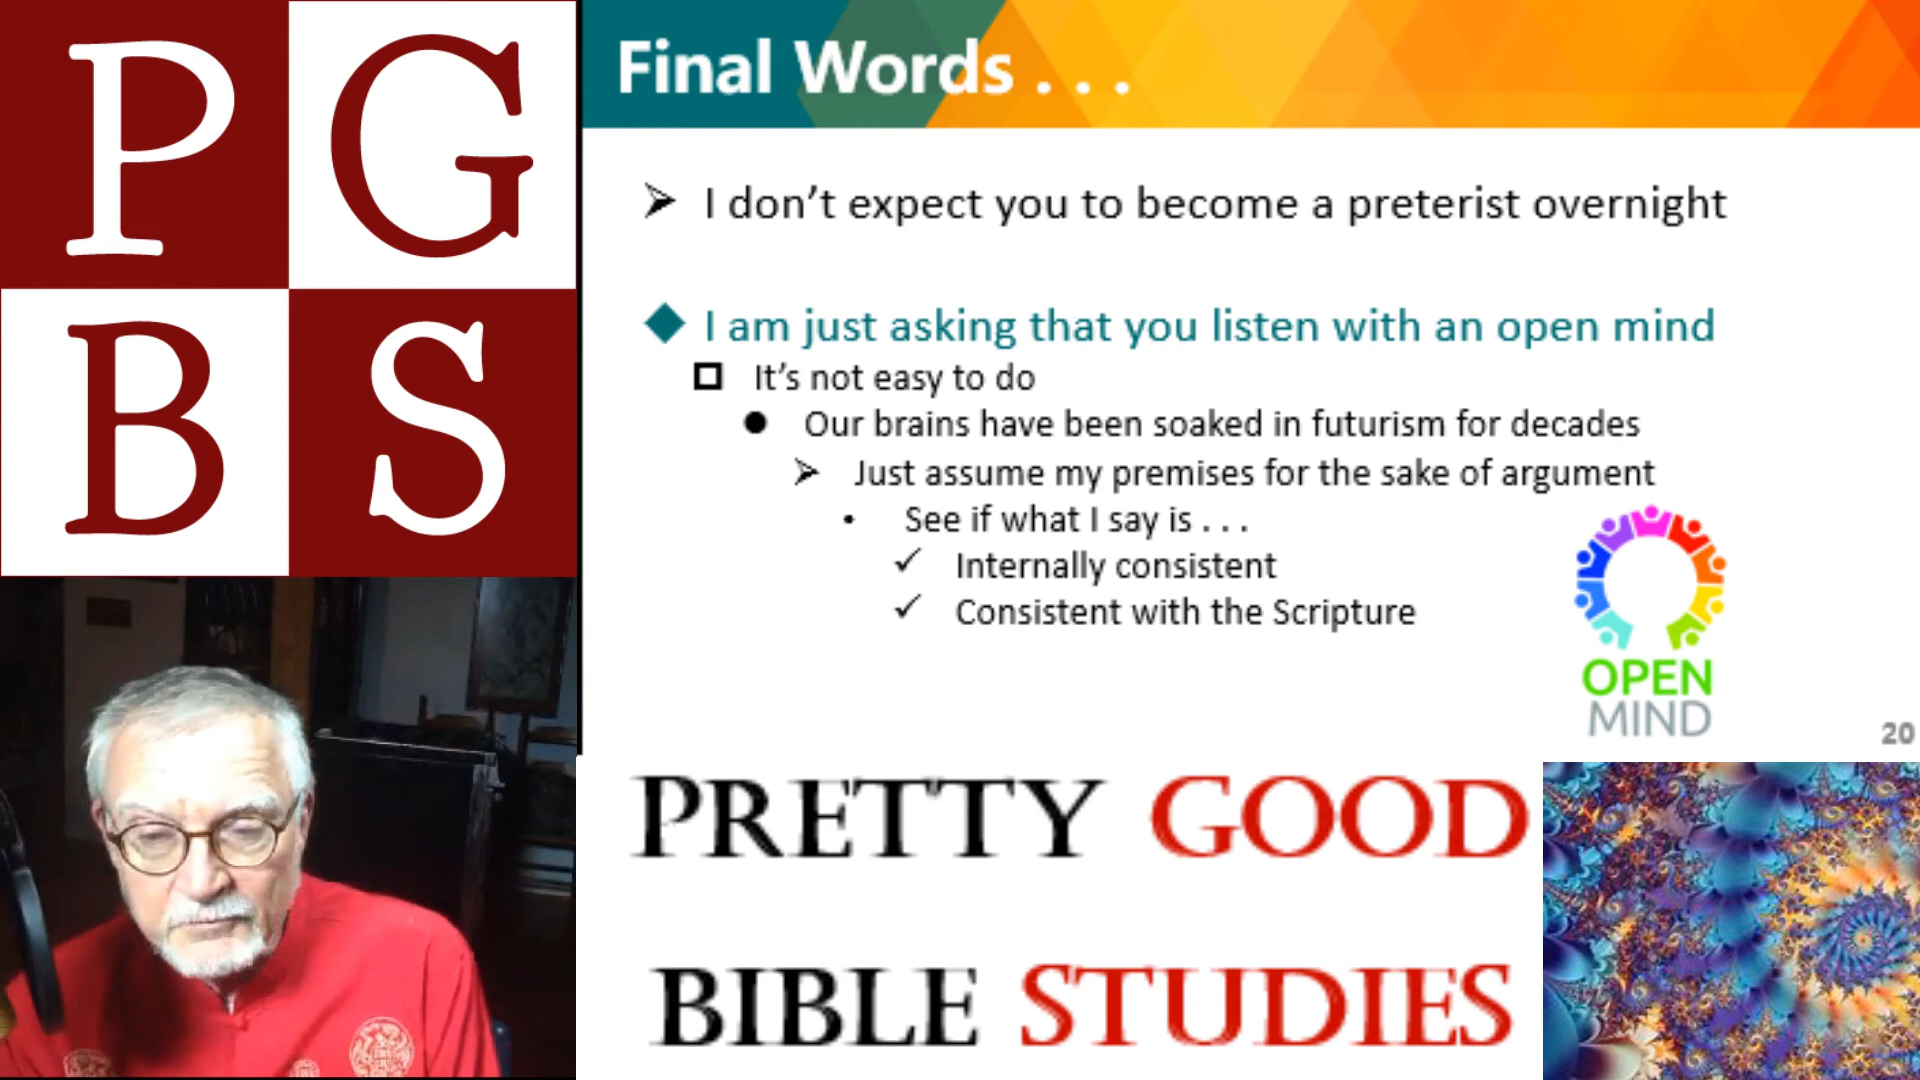 P G
B S
Final Words . . .
I don't expect you to become a preterist overnight
I am just asking that you listen with an open mind
It's not easy to do
Our brains have been soaked in futurism for decades
Just assume my premises for the sake of argument
See if what I say is . . .
Internally consistent
Consistent with the Scripture
OPEN
MIND
20
PRETTY GOOD
BIBLE STUDIES